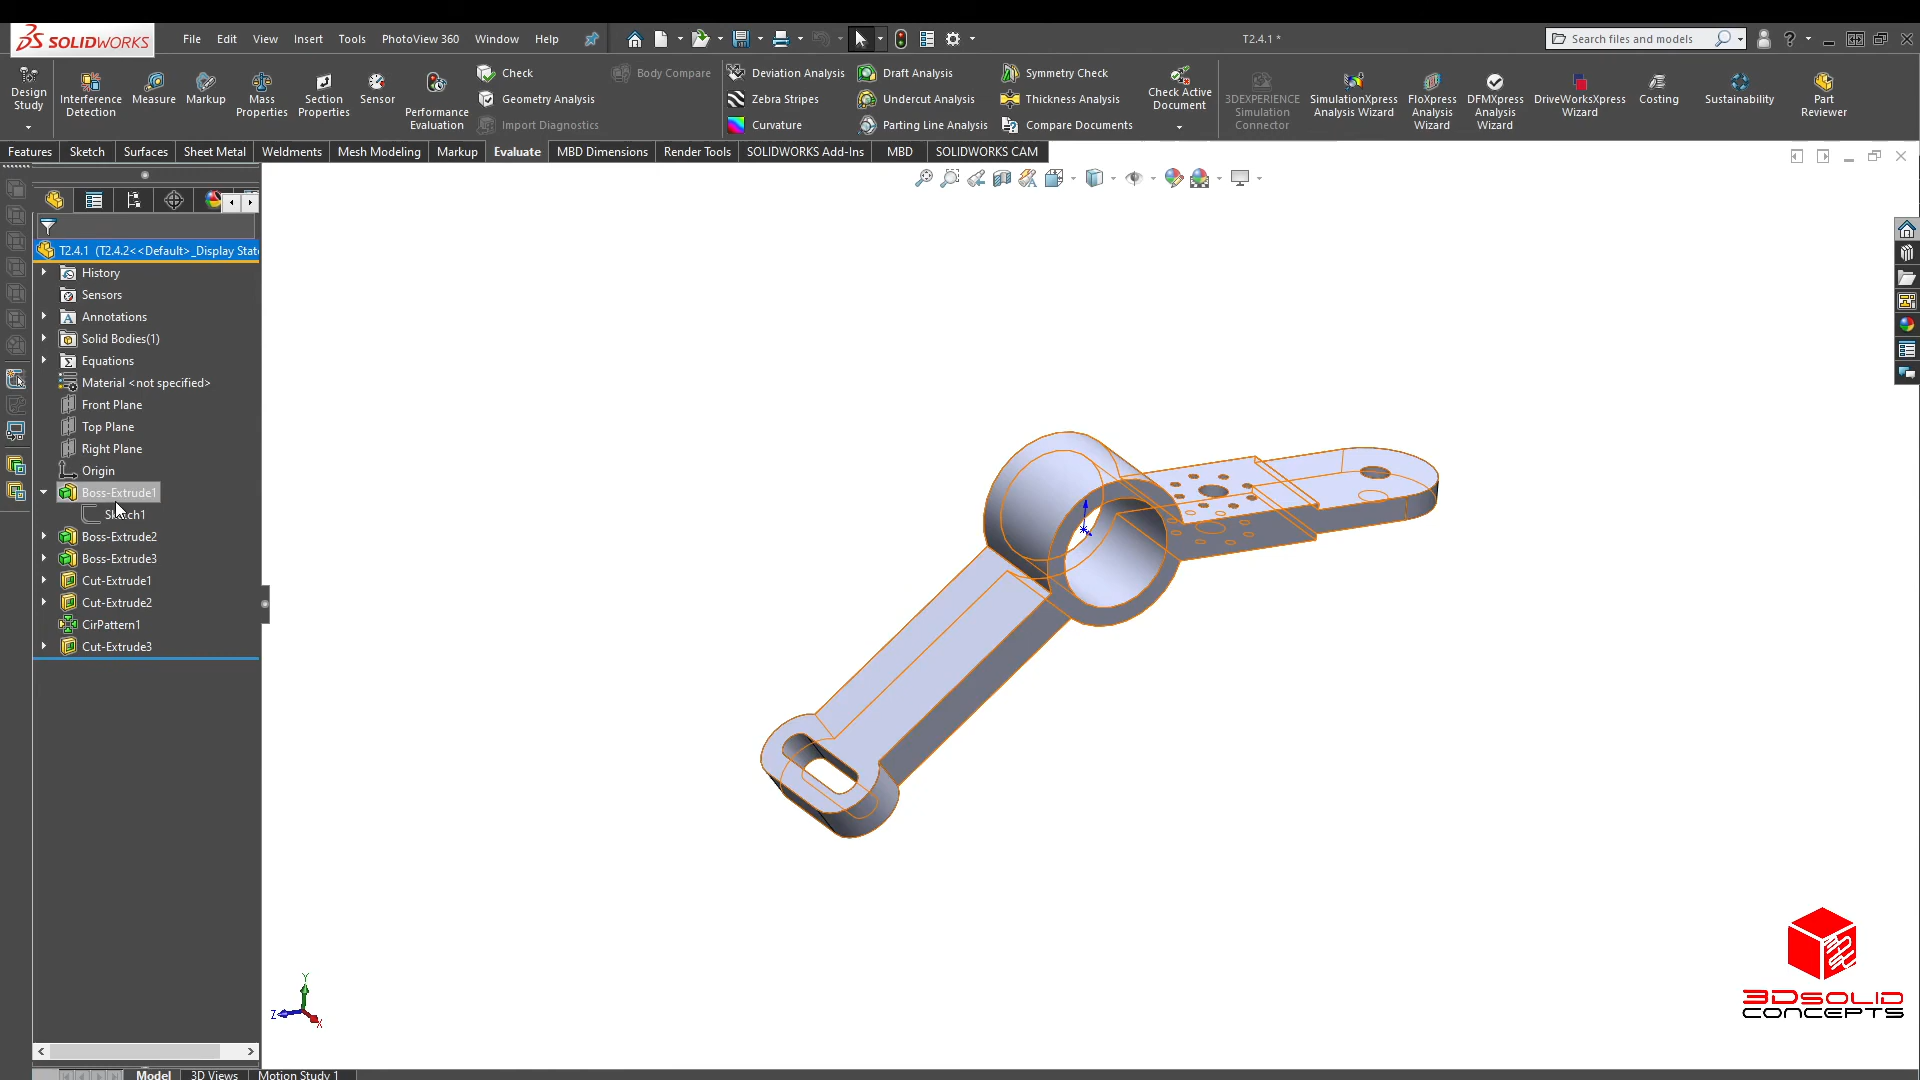 SOLIDWORKS
File Edit View Insert Tools PhotoView 360 Window Help
T2.4.1 *
Search files and models
Design Study
Interference Detection
Measure
Markup
Mass Properties
Section Properties
Sensor
Performance Evaluation
Check
Geometry Analysis
Import Diagnostics
Body Compare
Deviation Analysis
Zebra Stripes
Curvature
Draft Analysis
Undercut Analysis
Parting Line Analysis
Symmetry Check
Thickness Analysis
Compare Documents
Check Active Document
3DEXPERIENCE Simulation Connector
SimulationXpress Analysis Wizard
FloXpress Analysis Wizard
DFMXpress Analysis Wizard
DriveWorksXpress Wizard
Costing
Sustainability
Part Reviewer
Features Sketch Surfaces Sheet Metal Weldments Mesh Modeling Markup Evaluate MBD Dimensions Render Tools SOLIDWORKS Add-Ins MBD SOLIDWORKS CAM
T2.4.1 (T2.4.2<<Default>_Display State
History
Sensors
Annotations
Solid Bodies(1)
Equations
Material <not specified>
Front Plane
Top Plane
Right Plane
Origin
Boss-Extrude1
Sketch1
Boss-Extrude2
Boss-Extrude3
Cut-Extrude1
Cut-Extrude2
CirPattern1
Cut-Extrude3
Y
Z
X
3DSOLID
CONCEPTS
Model 3D Views Motion Study 1